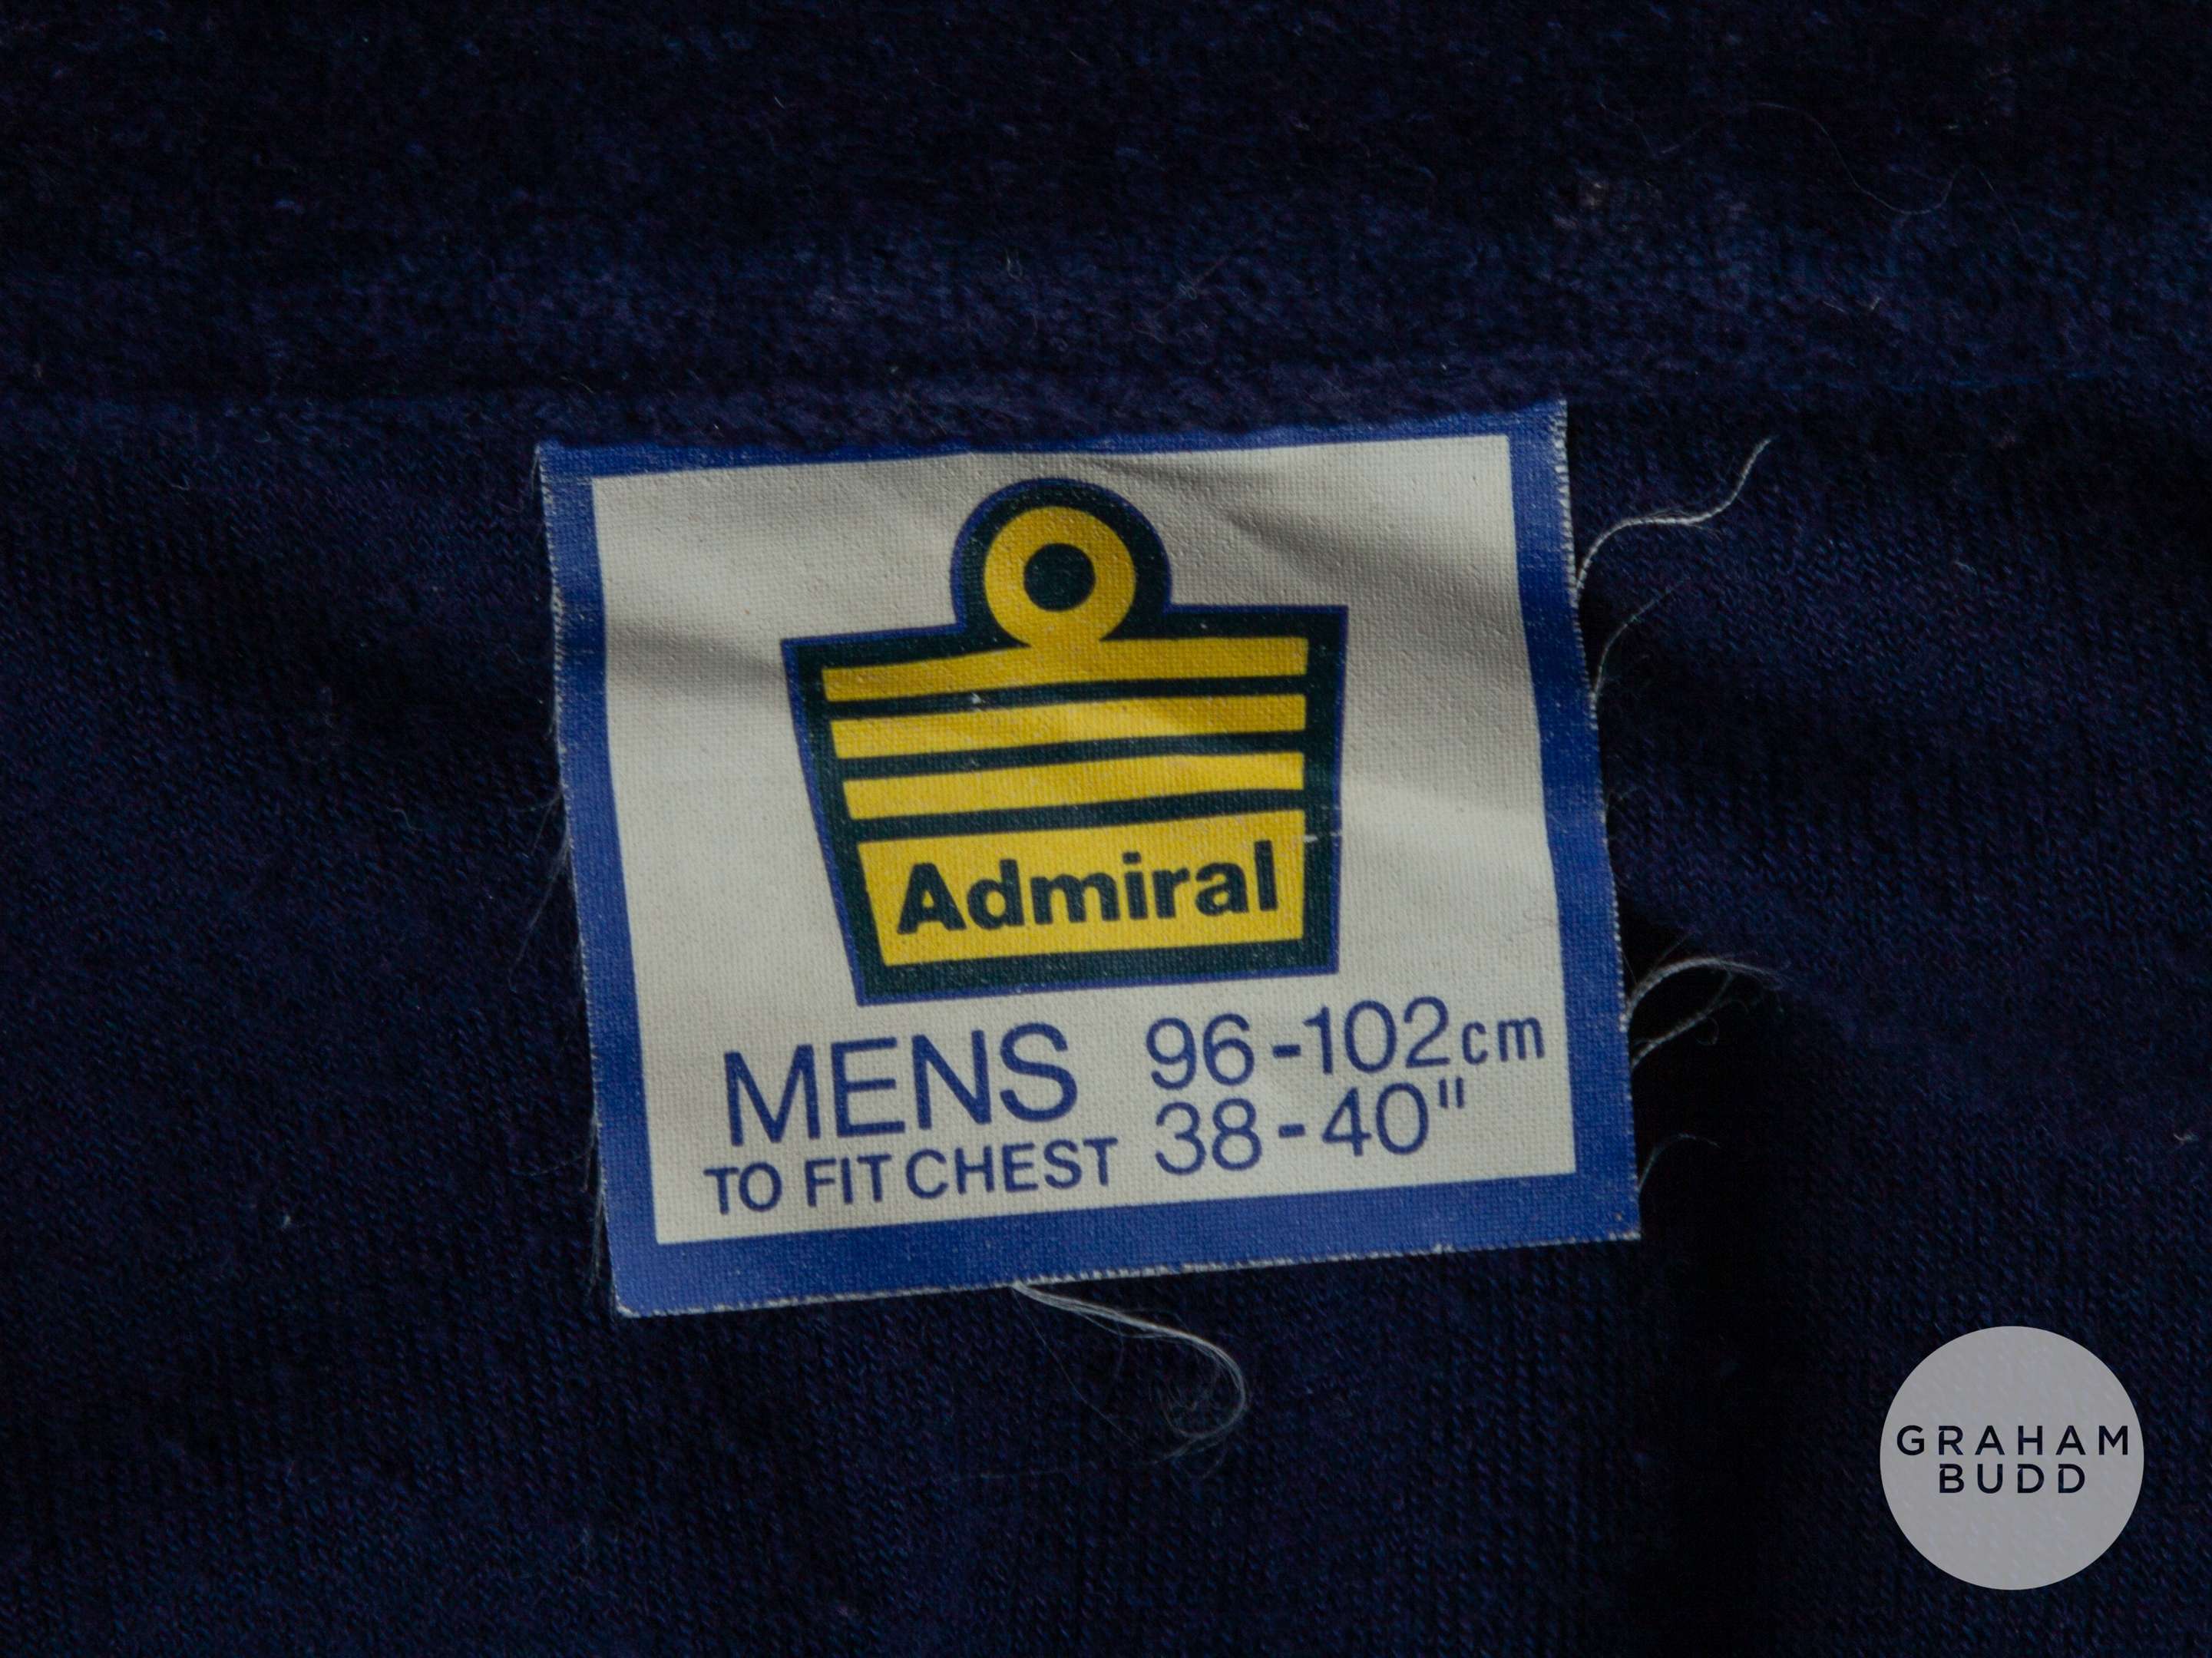 Admiral
MENS 96-102cm
TO FIT CHEST 38-40"
GRAHAM
BUDD